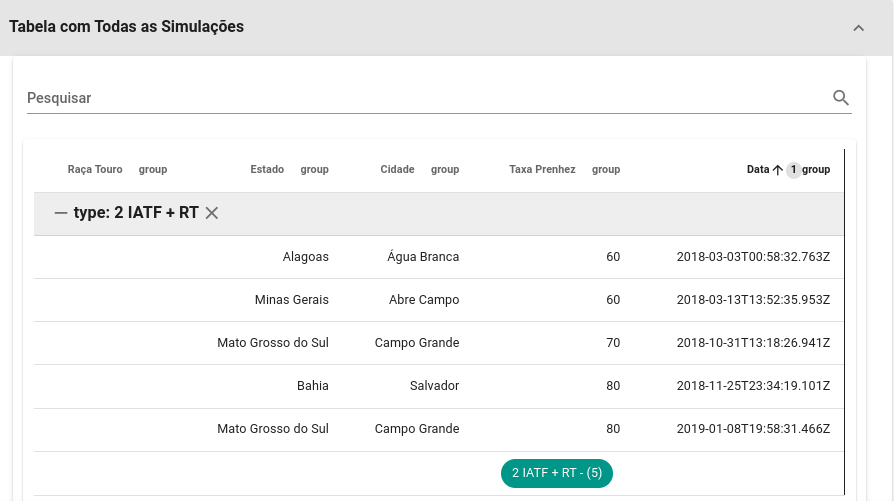 Tabela com Todas as Simulações
Pesquisar
Raça Touro group Estado group Cidade group Taxa Prenhez group Data 1 group
type: 2 IATF + RT
Alagoas Água Branca 60 2018-03-03T00:58:32.763Z
Minas Gerais Abre Campo 60 2018-03-13T13:52:35.953Z
Mato Grosso do Sul Campo Grande 70 2018-10-31T13:18:26.941Z
Bahia Salvador 80 2018-11-25T23:34:19.101Z
Mato Grosso do Sul Campo Grande 80 2019-01-08T19:58:31.466Z
2 IATF + RT - (5)